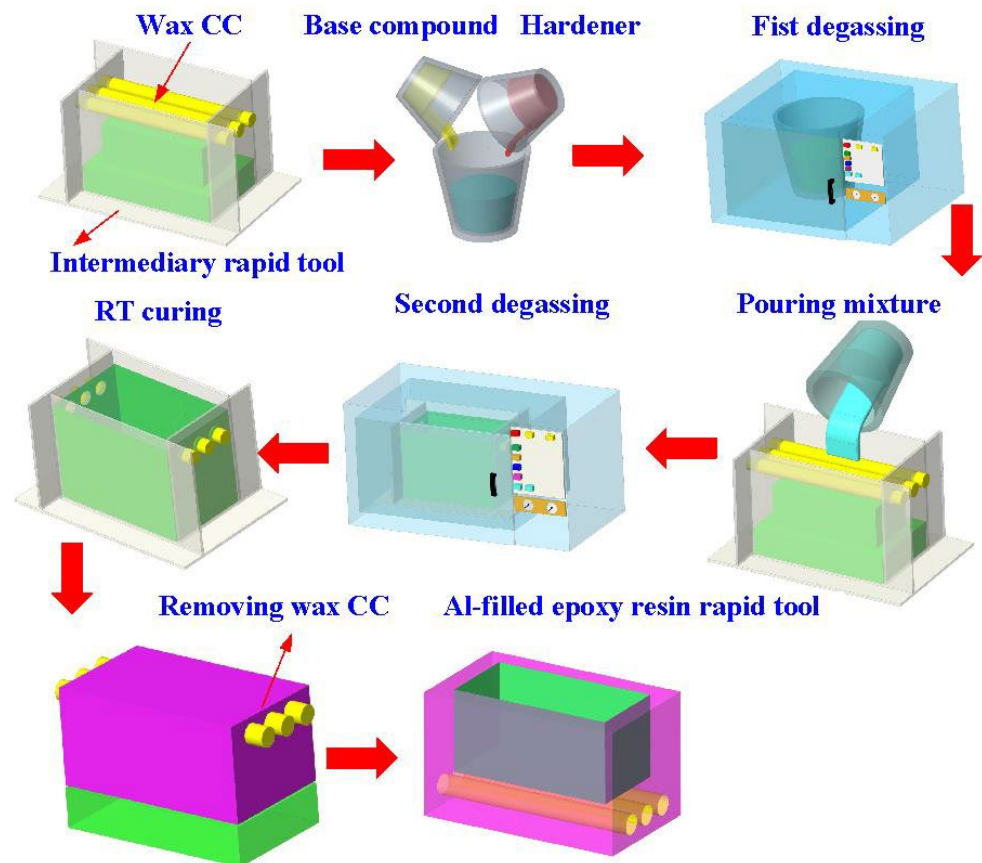 Wax CC
Base compound
Hardener
Fist degassing
Intermediary rapid tool
RT curing
Second degassing
Pouring mixture
Removing wax CC
Al-filled epoxy resin rapid tool